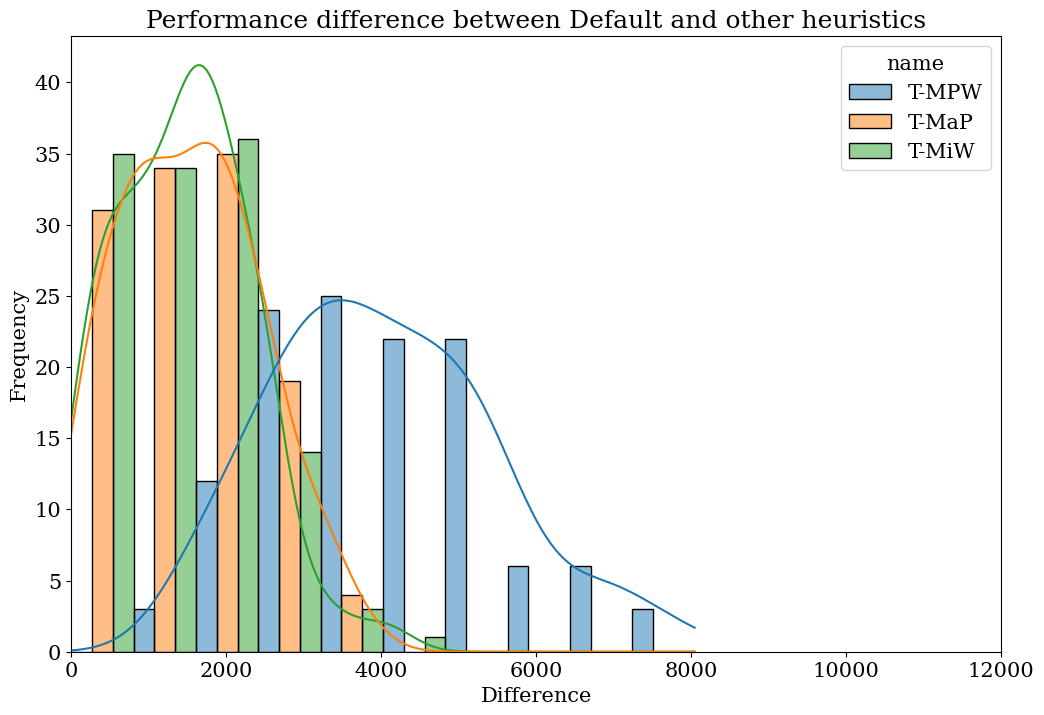 Performance difference between Default and other heuristics
name
T-MPW
T-MaP
T-MiW
Frequency
40
35
30
25
20
15
10
5
0
0 2000 4000 6000 8000 10000 12000
Difference